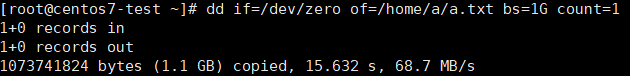 [root@centos7-test ~]# dd if=/dev/zero of=/home/a/a.txt bs=1G count=1
1+0 records in
1+0 records out
1073741824 bytes (1.1 GB) copied, 15.632 s, 68.7 MB/s